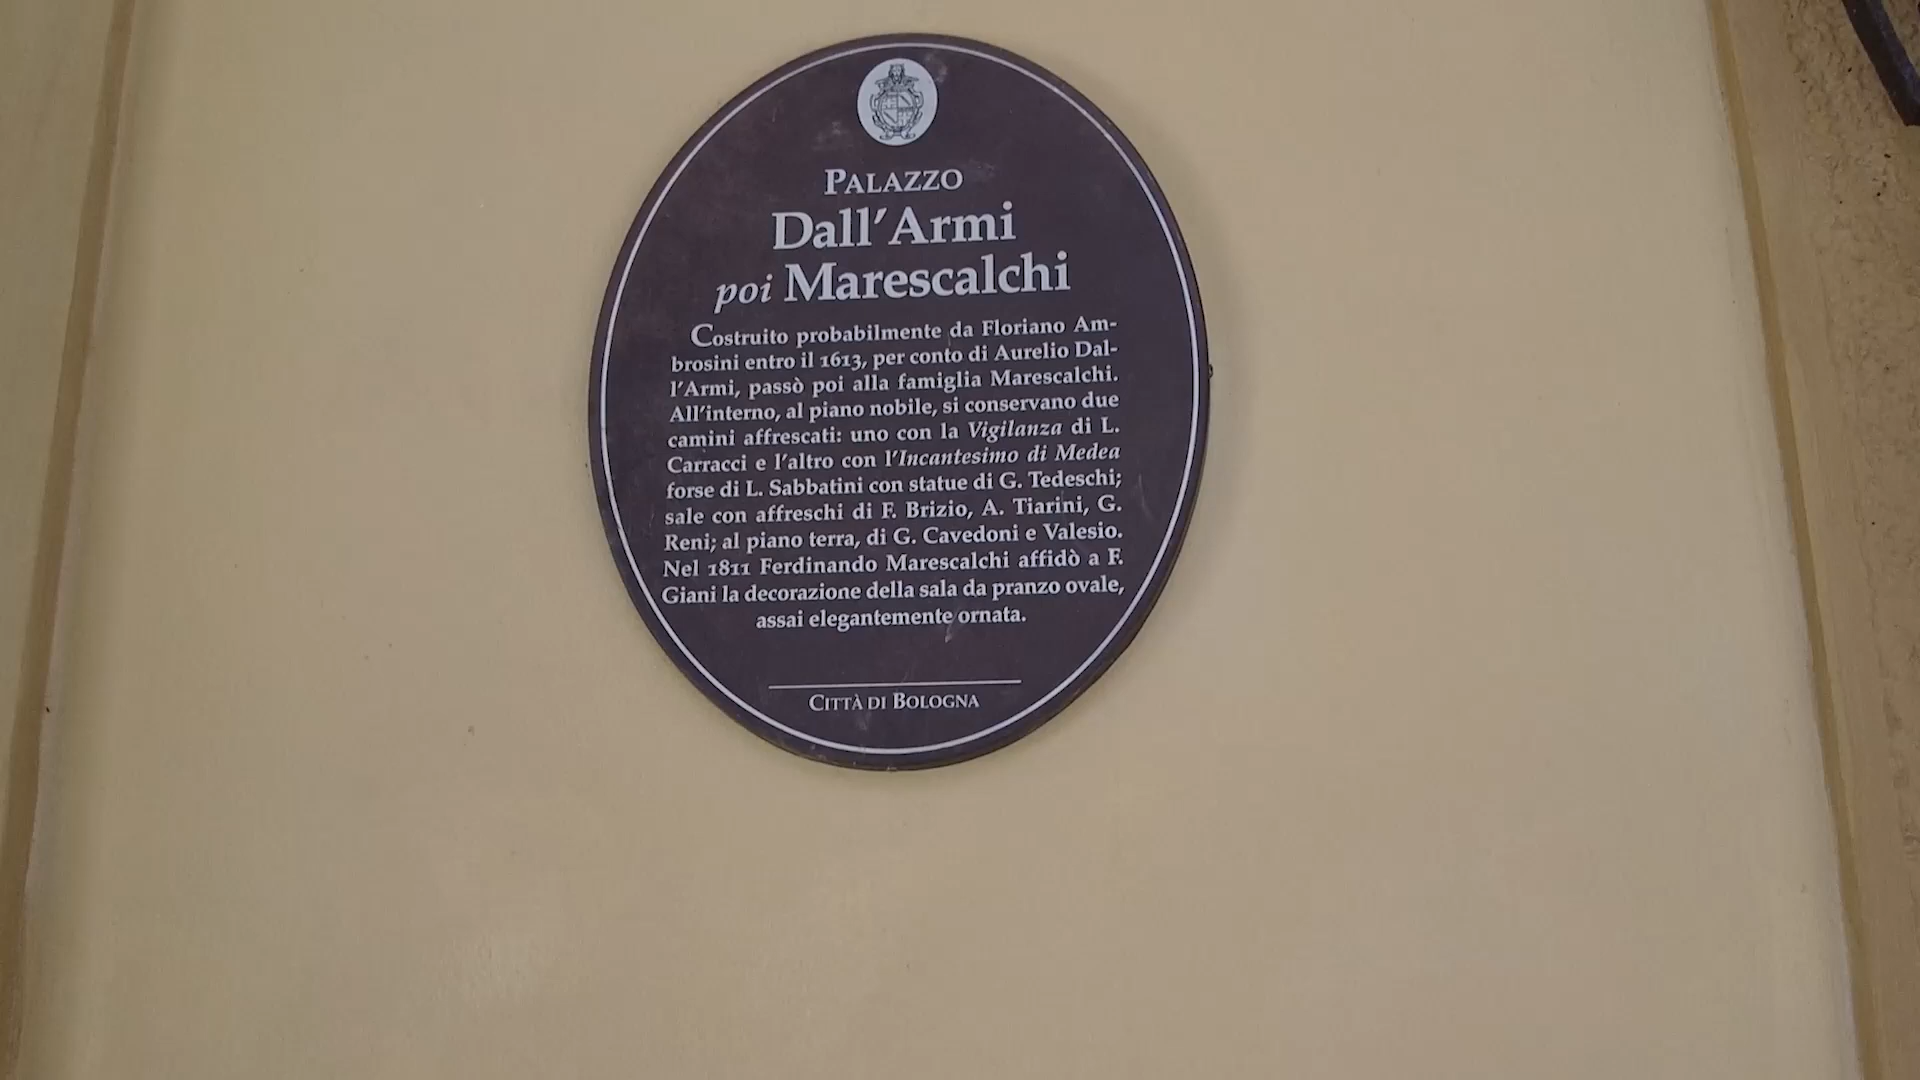 PALAZZO
Dall'Armi
poi Marescalchi
Costruito probabilmente da Floriano Am-
brosini entro il 1613, per conto di Aurelio Dal-
l'Armi, passò poi alla famiglia Marescalchi.
All'interno, al piano nobile, si conservano due
camini affrescati: uno con la Vigilanza di L.
Carracci e l'altro con l'Incantesimo di Medea
forse di L. Sabbatini con statue di G. Tedeschi;
sale con affreschi di F. Brizio, A. Tiarini, G.
Reni; al piano terra, di G. Cavedoni e Valesio.
Nel 1811 Ferdinando Marescalchi affidò a F.
Giani la decorazione della sala da pranzo ovale,
assai elegantemente ornata.
CITTÀ DI BOLOGNA